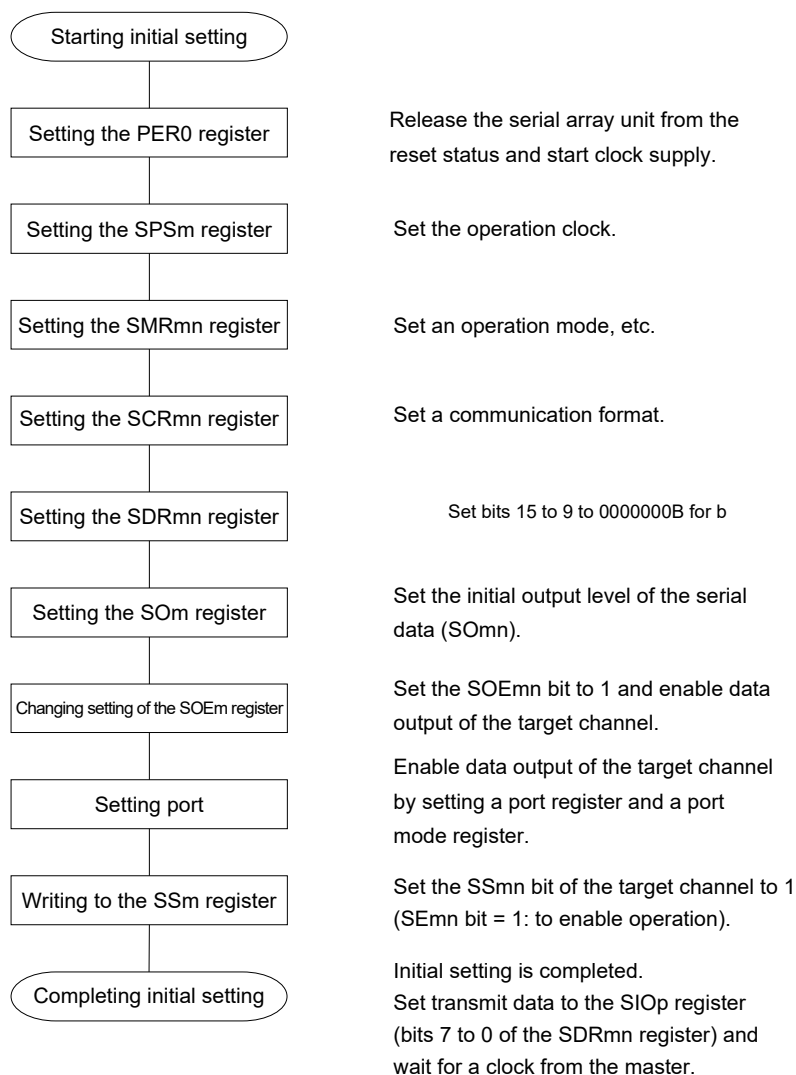 Starting initial setting
Setting the PER0 register
Release the serial array unit from the
reset status and start clock supply.
Setting the SPSm register
Set the operation clock.
Setting the SMRmn register
Set an operation mode, etc.
Setting the SCRmn register
Set a communication format.
Setting the SDRmn register
Set bits 15 to 9 to 0000000B for b
Setting the SOm register
Set the initial output level of the serial
data (SOmn).
Changing setting of the SOEm register
Set the SOEmn bit to 1 and enable data
output of the target channel.
Setting port
Enable data output of the target channel
by setting a port register and a port
mode register.
Writing to the SSm register
Set the SSmn bit of the target channel to 1
(SEmn bit = 1: to enable operation).
Completing initial setting
Initial setting is completed.
Set transmit data to the SIOp register
(bits 7 to 0 of the SDRmn register) and
wait for a clock from the master.